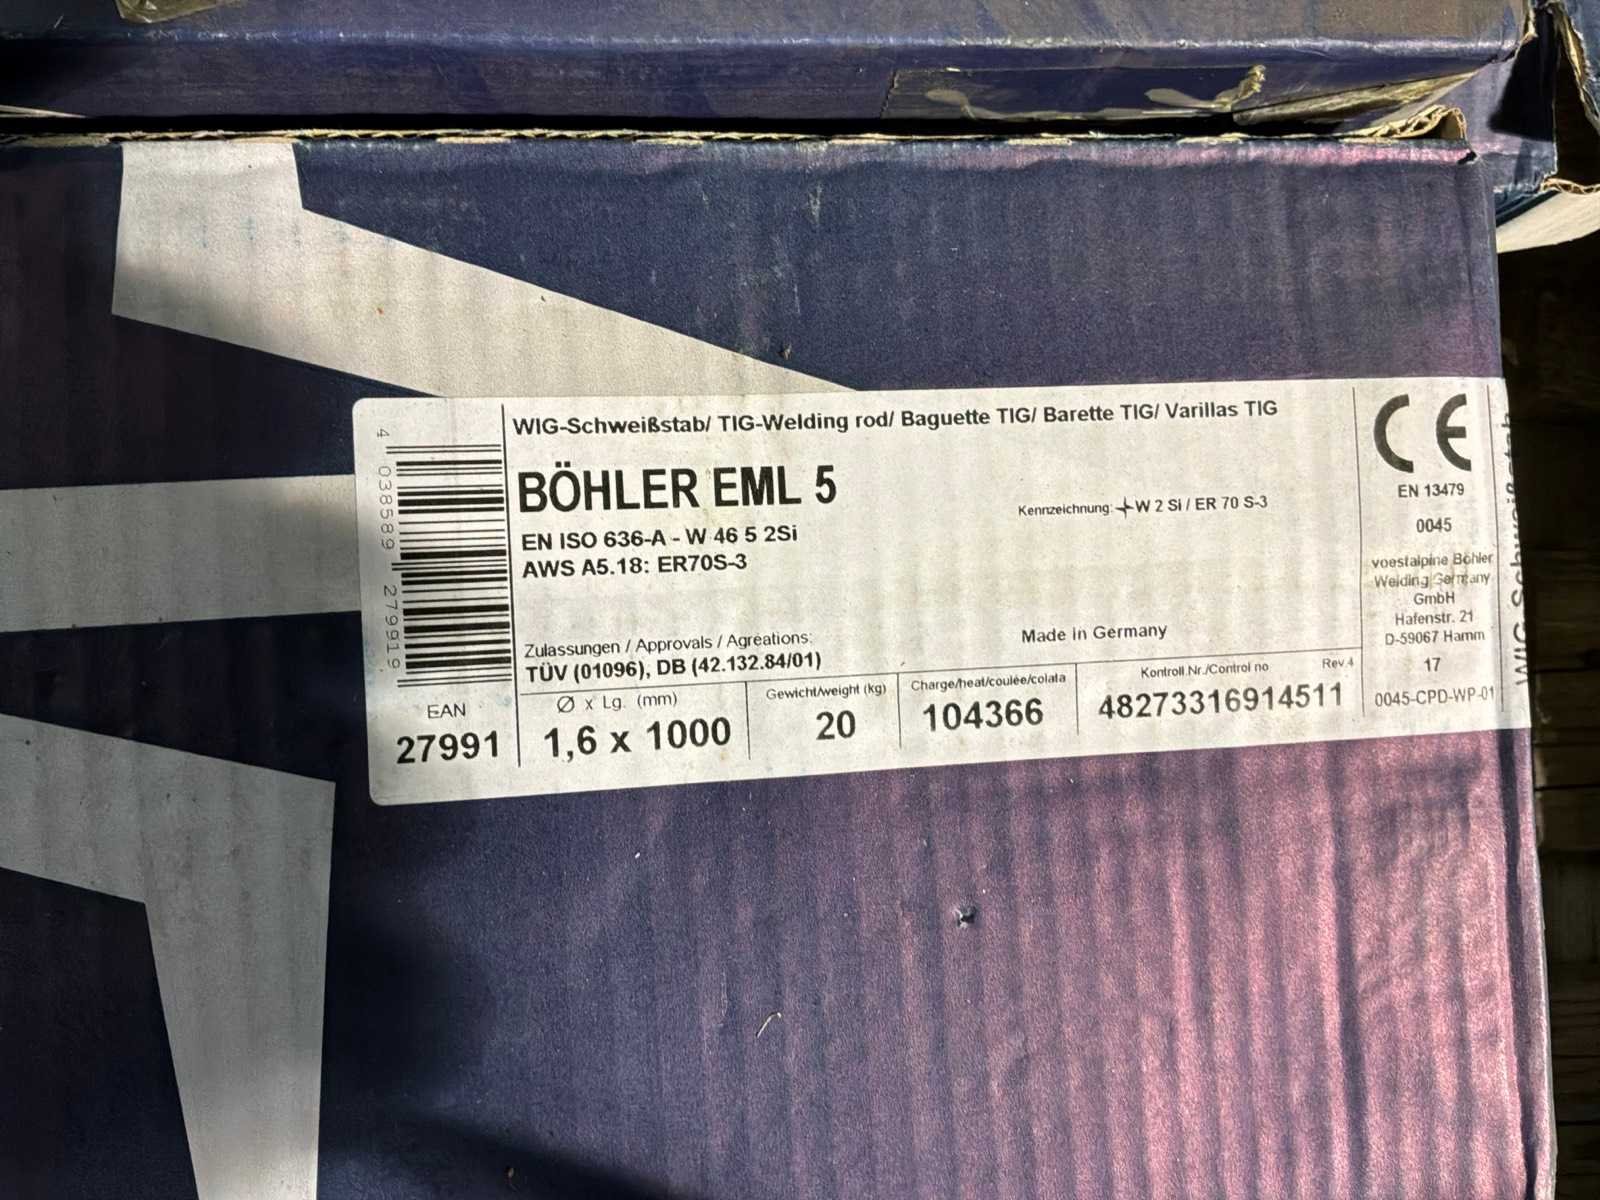 WIG-Schweißstab/ TIG-Welding rod/ Baguette TIG/ Barette TIG/ Varillas TIG
BÖHLER EML 5
EN ISO 636-A - W 46 5 2Si
AWS A5.18: ER70S-3
Kennzeichnung: W 2 Si / ER 70 S-3
Zulassungen / Approvals / Agreations:
TÜV (01096), DB (42.132.84/01)
Made in Germany
4 038589 279919
EAN
27991
Ø x Lg. (mm)
1,6 x 1000
Gewicht/weight (kg)
20
Charge/heat/coulée/colata
104366
Kontroll.Nr./Control no
Rev.4
48273316914511
CE
EN 13479
0045
voestalpine Böhler
Welding Germany
GmbH
Hafenstr. 21
D-59067 Hamm
17
0045-CPD-WP-01
WIG-Schweißstab